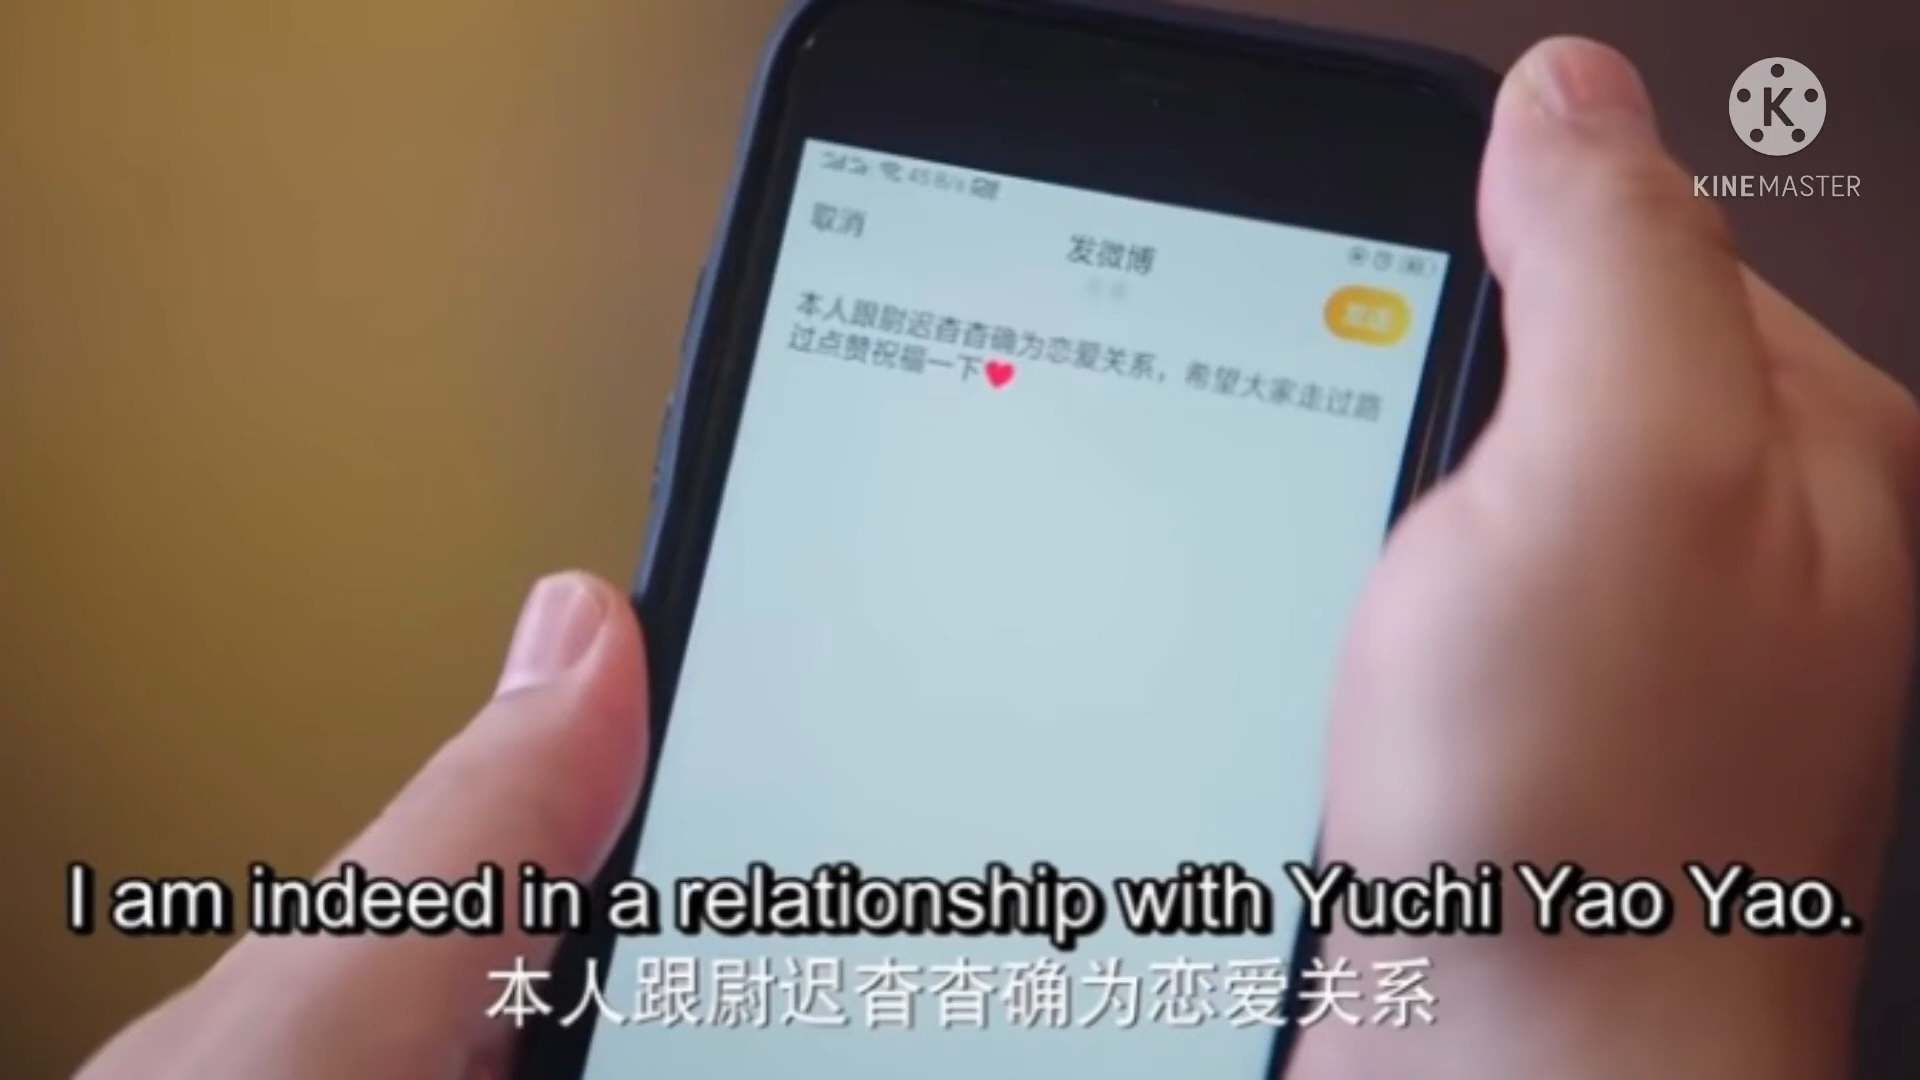 KINEMASTER
取消
发微博
本人跟尉迟杳杳确为恋爱关系，希望大家走过路
过点赞祝福一下❤
I am indeed in a relationship with Yuchi Yao Yao.
本人跟尉迟杳杳确为恋爱关系